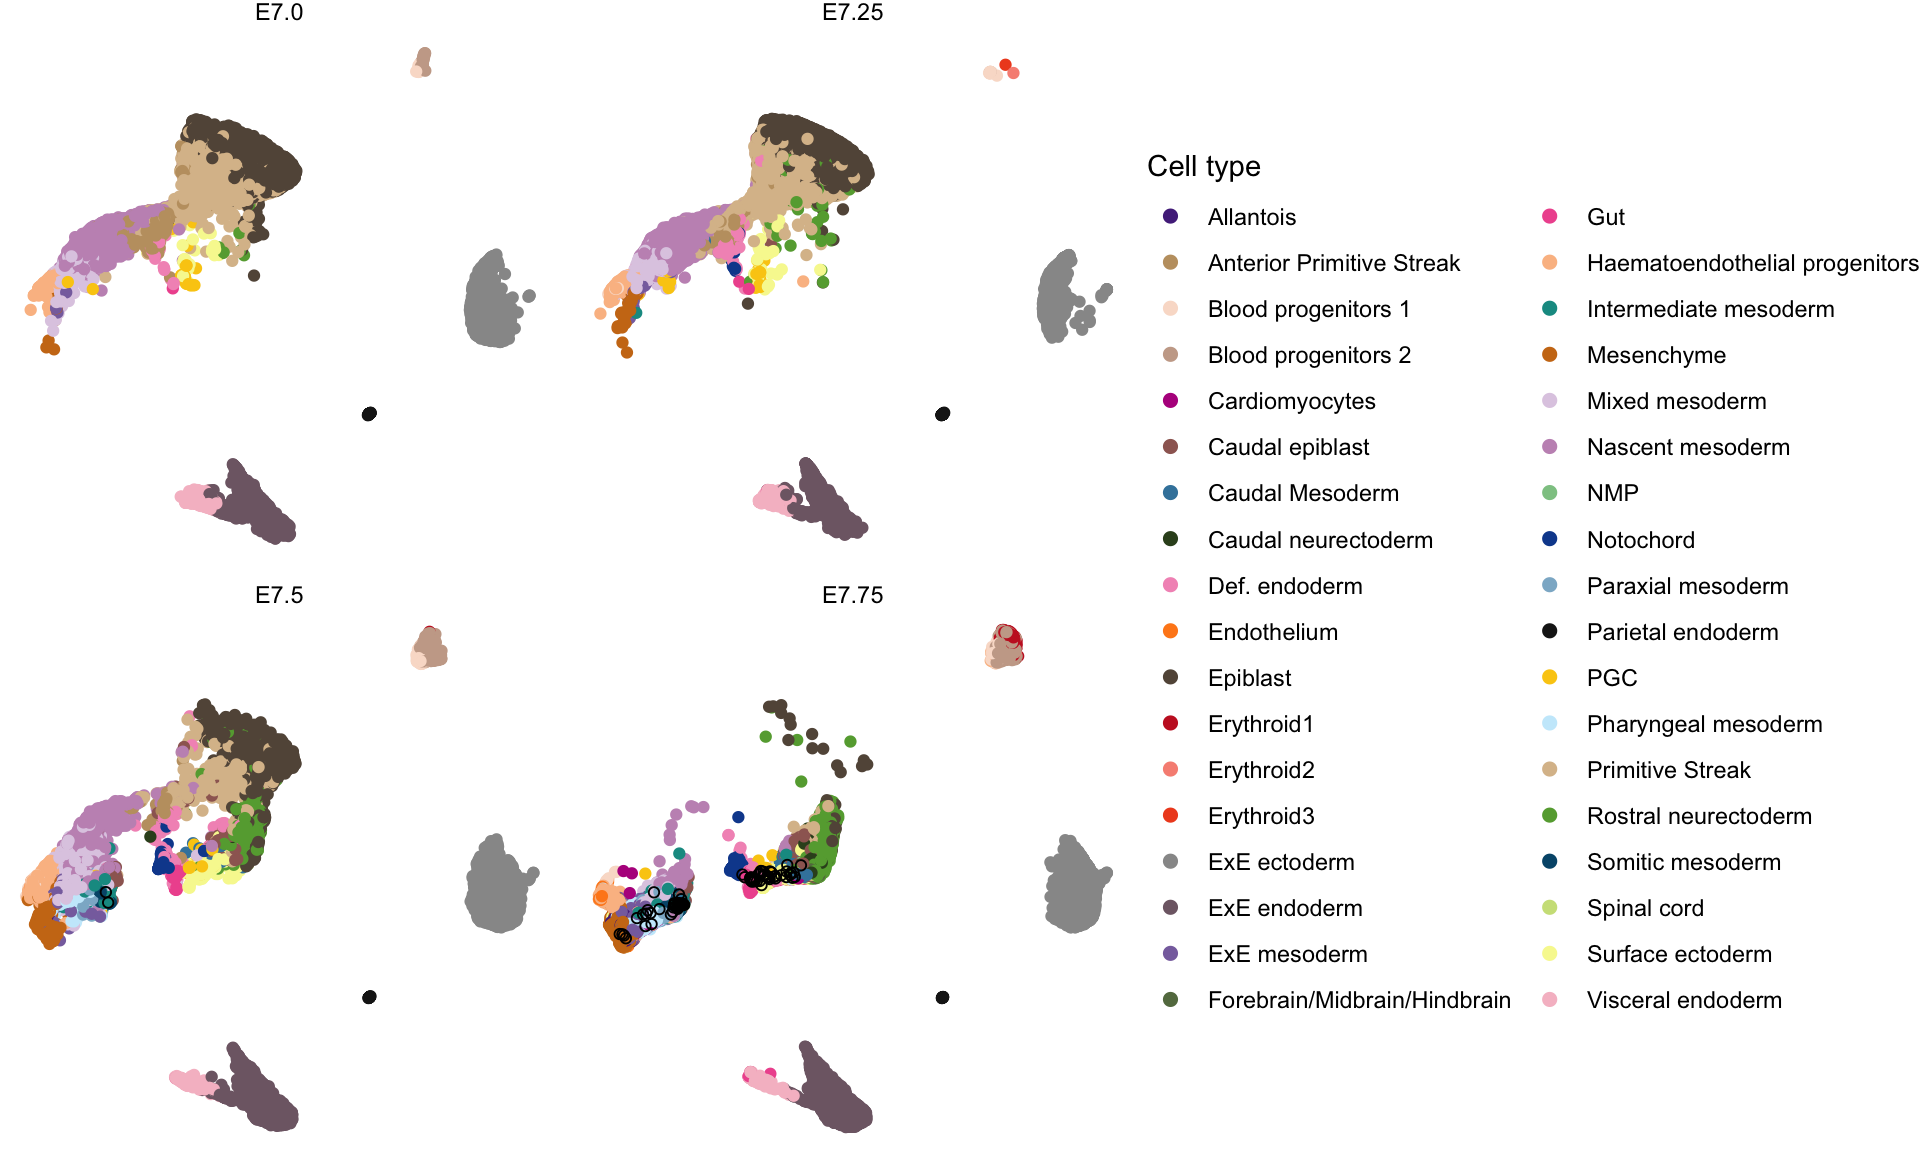 E7.0
E7.25
E7.5
E7.75
Cell type
Allantois
Anterior Primitive Streak
Blood progenitors 1
Blood progenitors 2
Cardiomyocytes
Caudal epiblast
Caudal Mesoderm
Caudal neurectoderm
Def. endoderm
Endothelium
Epiblast
Erythroid1
Erythroid2
Erythroid3
ExE ectoderm
ExE endoderm
ExE mesoderm
Forebrain/Midbrain/Hindbrain
Gut
Haematoendothelial progenitors
Intermediate mesoderm
Mesenchyme
Mixed mesoderm
Nascent mesoderm
NMP
Notochord
Paraxial mesoderm
Parietal endoderm
PGC
Pharyngeal mesoderm
Primitive Streak
Rostral neurectoderm
Somitic mesoderm
Spinal cord
Surface ectoderm
Visceral endoderm